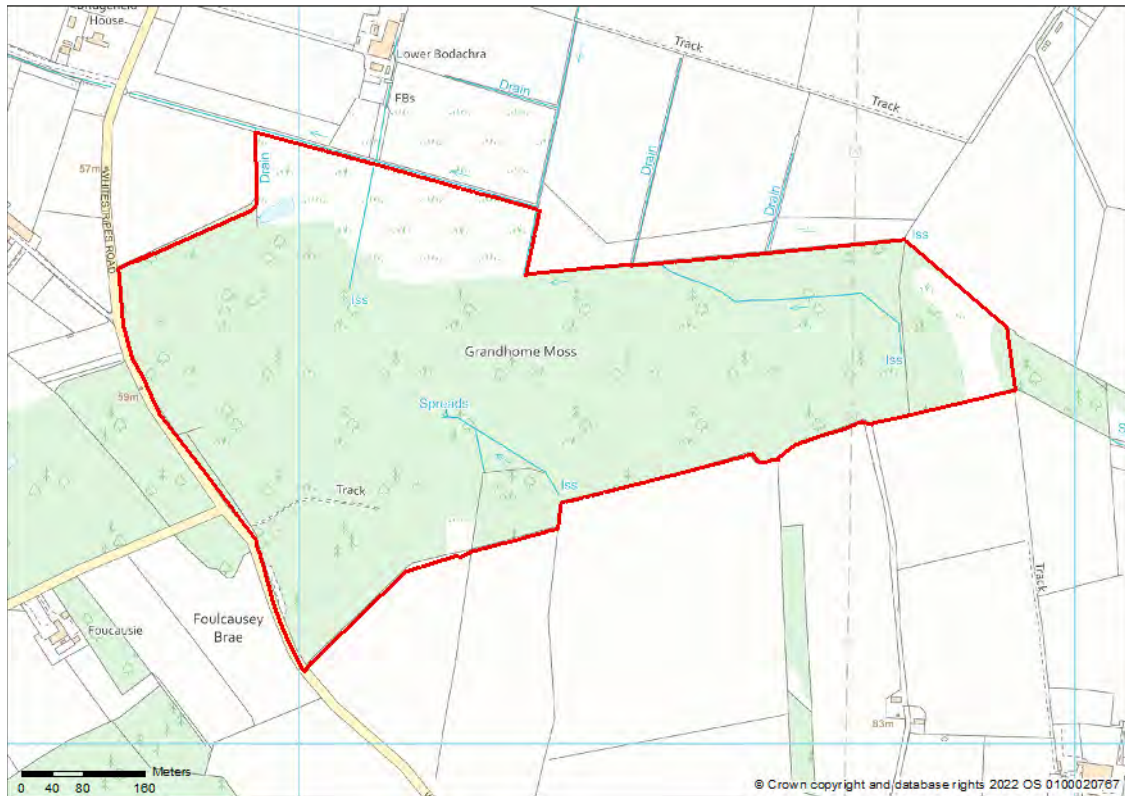 House
Track
Lower Bodachra
Drain
FBs
Track
57m
Drain
Drain
Drain
WHITESTRIPES ROAD
Iss
Iss
Grandhome Moss
Iss
59m
Spreads
Track
Iss
Track
Foucausie
Foulcausey
Brae
83m
Meters
0 40 80 160
© Crown copyright and database rights 2022 OS 0100020767